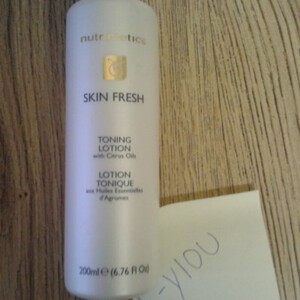 nutrimetics
SKIN FRESH
TONING
LOTION
with Citrus Oils
LOTION
TONIQUE
aux Huiles Essentielles
d'Agrumes
200ml e (6.76 fl Oz)